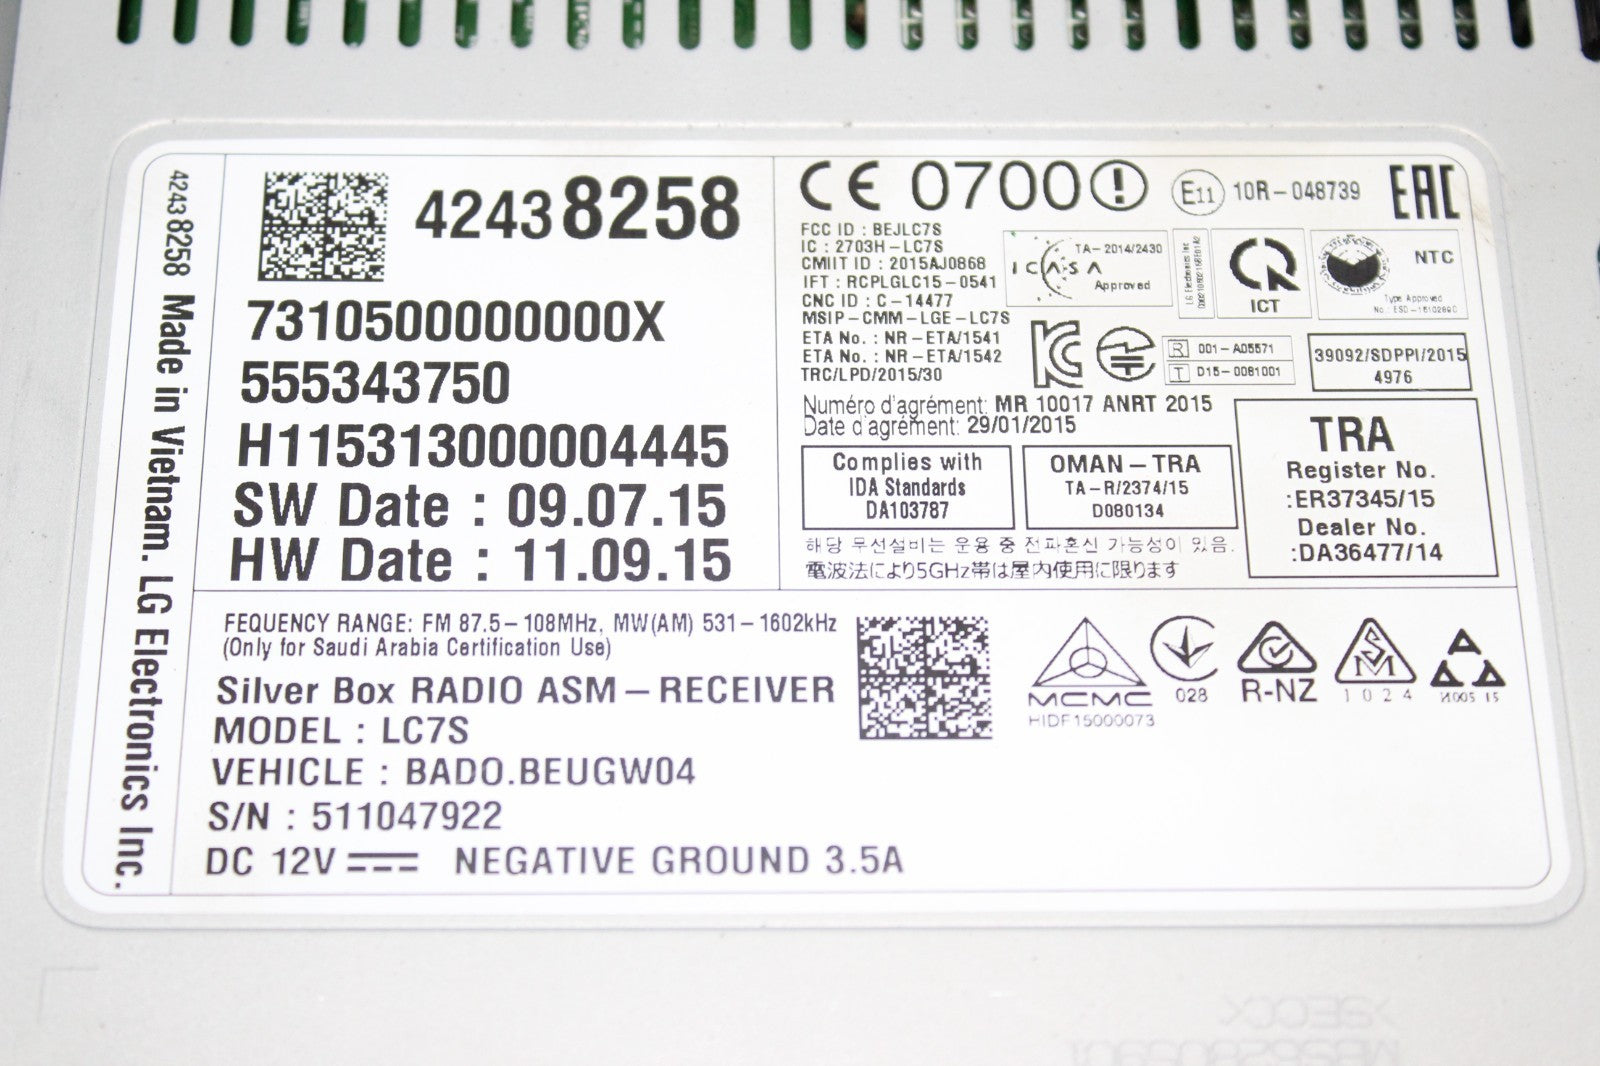 42438258 Made in Vietnam. LG Electronics Inc.
42438258
7310500000000X
555343750
H115313000004445
SW Date : 09.07.15
HW Date : 11.09.15
CE 0700
E11 10R-048739
EAC
FCC ID : BEJLC7S
IC : 2703H-LC7S
CMIIT ID : 2015AJ0868
IFT : RCPLGLC15-0541
CNC ID : C-14477
MSIP-CMM-LGE-LC7S
ETA No. : NR-ETA/1541
ETA No. : NR-ETA/1542
TRC/LPD/2015/30
TA-2014/2430
ICASA
Approved
LG Electronics Inc
ICT
NTC
Type Approved
R 001-A05571
T D15-0081001
39092/SDPPI/2015
4976
Numéro d'agrément: MR 10017 ANRT 2015
Date d'agrément: 29/01/2015
Complies with
IDA Standards
DA103787
OMAN-TRA
TA-R/2374/15
D080134
TRA
Register No.
:ER37345/15
Dealer No.
:DA36477/14
해당 무선설비는 운용 중 전파혼신 가능성이 있음.
電波法により5GHz帯は屋内使用に限ります
FEQUENCY RANGE: FM 87.5-108MHz, MW(AM) 531-1602kHz
(Only for Saudi Arabia Certification Use)
Silver Box RADIO ASM-RECEIVER
MODEL : LC7S
VEHICLE : BADO.BEUGW04
S/N : 511047922
DC 12V NEGATIVE GROUND 3.5A
MCMC
HIDF15000073
028
R-NZ
SM
1024
И005 15